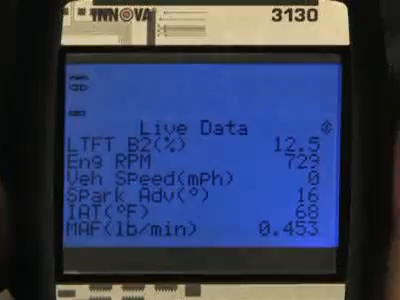 INNOVA 3130
Live Data
LTFT B2(%) 12.5
Eng RPM 729
Veh Speed(mph) 0
Spark Adv(°) 16
IAT(°F) 68
MAF(lb/min) 0.453